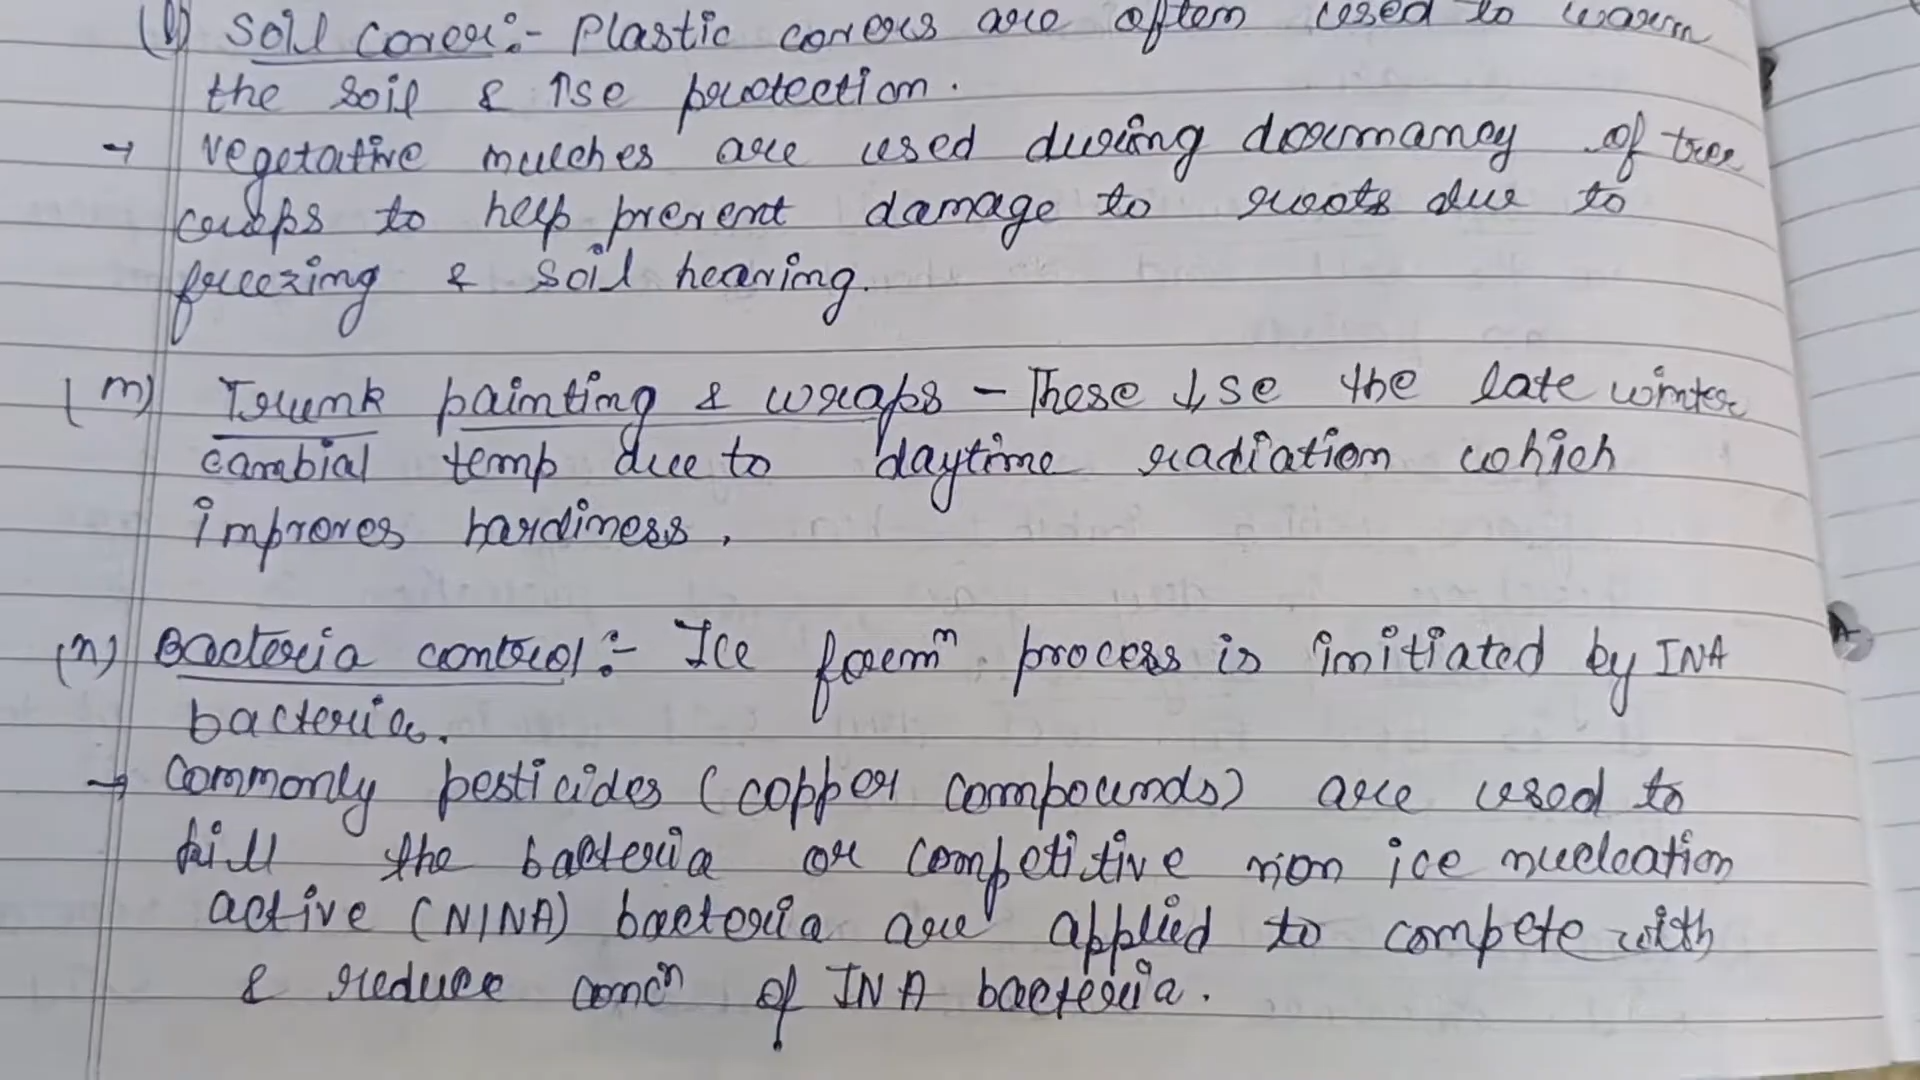 (l) Soil cover:- Plastic covers are often used to warm
the soil & ↑se protection.
→ Vegetative mulches are used during dormancy of tree
crops to help prevent damage to roots due to
freezing & soil heaving.
(m) Trunk painting & wraps - These ↓se the late winter
cambial temp due to daytime radiation which
improves hardiness.
(n) Bacteria control:- Ice formⁿ process is initiated by INA
bacteria.
→ Commonly pesticides (copper compounds) are used to
kill the bacteria or competitive non ice nucleation
active (NINA) bacteria are applied to compete with
& reduce concⁿ of INA bacteria.